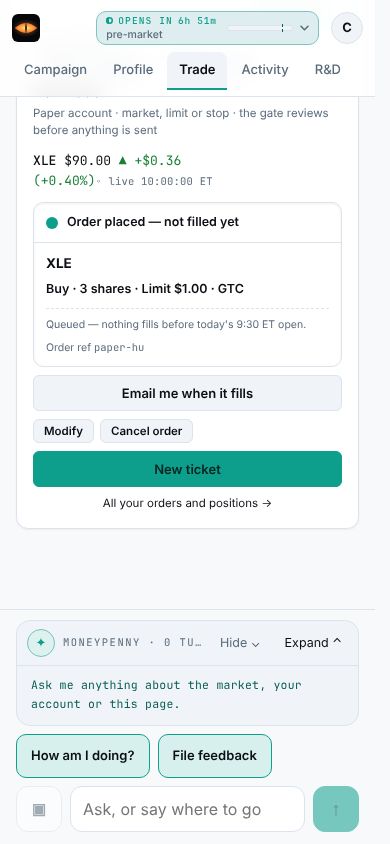 OPENS IN 6h 51m
pre-market
C
Campaign Profile Trade Activity R&D
Paper account · market, limit or stop · the gate reviews
before anything is sent
XLE $90.00 ▲ +$0.36
(+0.40%) live 10:00:00 ET
Order placed — not filled yet
XLE
Buy · 3 shares · Limit $1.00 · GTC
Queued — nothing fills before today's 9:30 ET open.
Order ref paper-hu
Email me when it fills
Modify Cancel order
New ticket
All your orders and positions →
MONEYPENNY · 0 TU… Hide Expand
Ask me anything about the market, your
account or this page.
How am I doing? File feedback
Ask, or say where to go